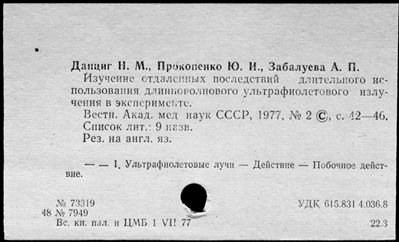 Данциг Н. М., Прокопенко Ю. И., Забалуева А. П.
Изучение отдаленных последствий длительного ис-
пользования длинноволнового ультрафиолетового излу-
чения в эксперименте.
Вестн. Акад. мед наук СССР, 1977, № 2 ©, с. 42—46.
Список лит.: 9 назв.
Рез. на англ. яз.
— — 1. Ультрафиолетовые лучи — Действие — Побочное дейст-
вие.
№ 73319 УДК 615.831 4.036.8
48 № 7949
Вс. кн. пал. и ЦМБ 1 VII 77 22.3